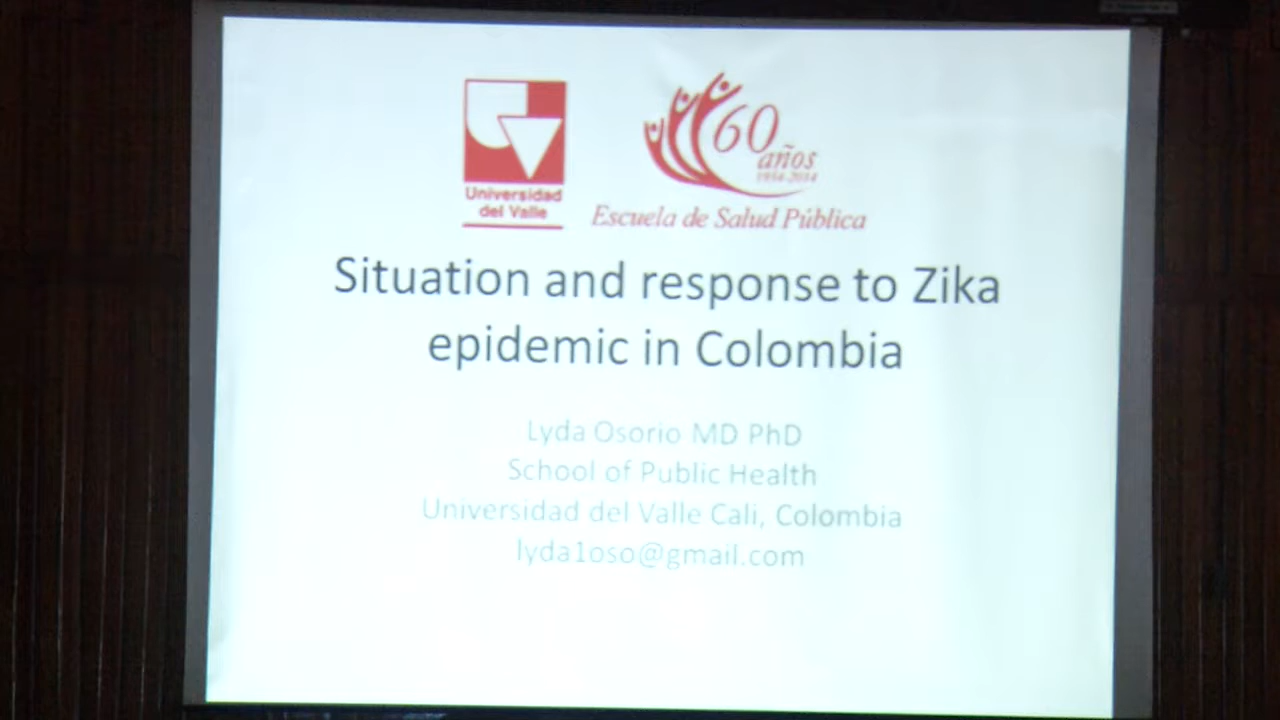 Universidad
del Valle
60
años
1954-2014
Escuela de Salud Pública
Situation and response to Zika
epidemic in Colombia
Lyda Osorio MD PhD
School of Public Health
Universidad del Valle Cali, Colombia
lyda1oso@gmail.com